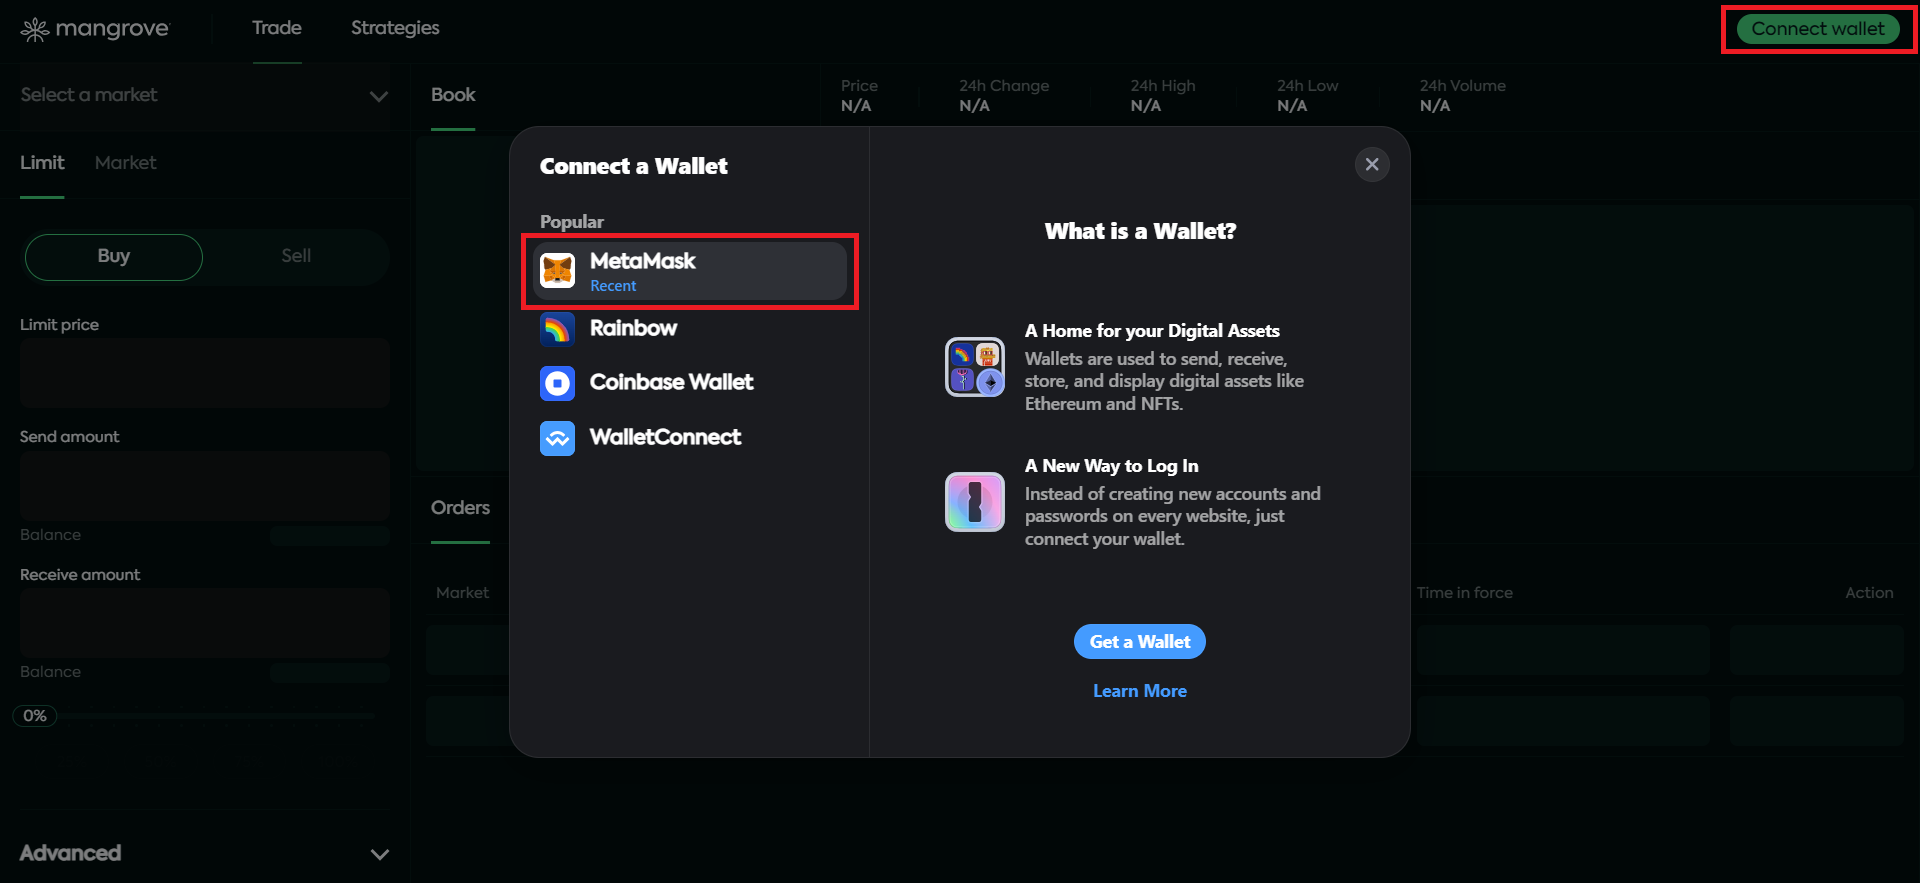 mangrove
Trade
Strategies
Connect wallet
Select a market
Book
Price
N/A
24h Change
N/A
24h High
N/A
24h Low
N/A
24h Volume
N/A
Limit
Market
Buy
Sell
Limit price
Send amount
Balance
Receive amount
Balance
0%
Advanced
Orders
Market
Time in force
Action
Connect a Wallet
Popular
MetaMask
Recent
Rainbow
Coinbase Wallet
WalletConnect
What is a Wallet?
A Home for your Digital Assets
Wallets are used to send, receive,
store, and display digital assets like
Ethereum and NFTs.
A New Way to Log In
Instead of creating new accounts and
passwords on every website, just
connect your wallet.
Get a Wallet
Learn More